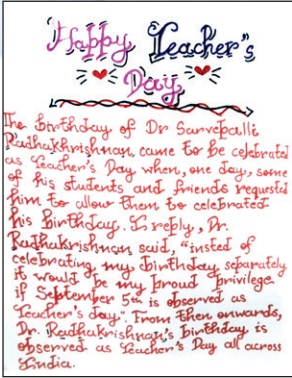 Happy Teacher's
Day
The Birthday of Dr Sarvepalli
Radhakhrishnan, came to be celebrated
as Teacher's Day when, one day, some
of his students and friends requested
him to allow them to celebrated
his Birthday. In reply, Dr.
Radhakrishnan said, "insted of
celebrating my Birthday separately
it would be my proud privilege
if September 5th is observed as
Teacher's day". From then onwards,
Dr. Radhakrishnan's Birthday is
observed as Teacher's Day all across
India.